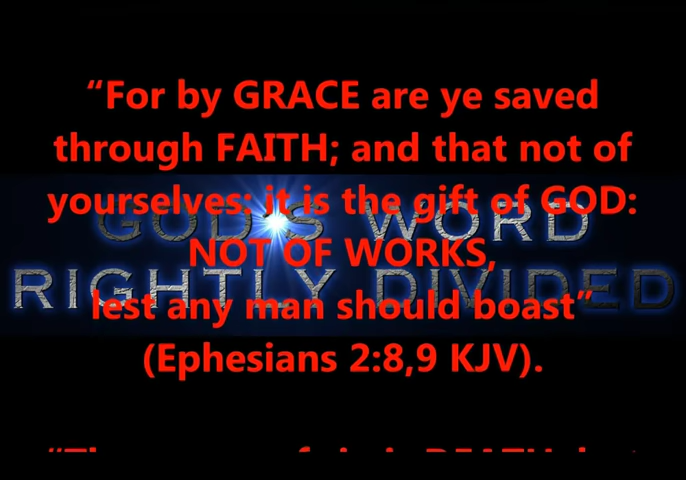 “For by GRACE are ye saved
through FAITH; and that not of
yourselves: it is the gift of GOD:
NOT OF WORKS,
lest any man should boast”
(Ephesians 2:8,9 KJV).
GOD'S WORD
RIGHTLY DIVIDED